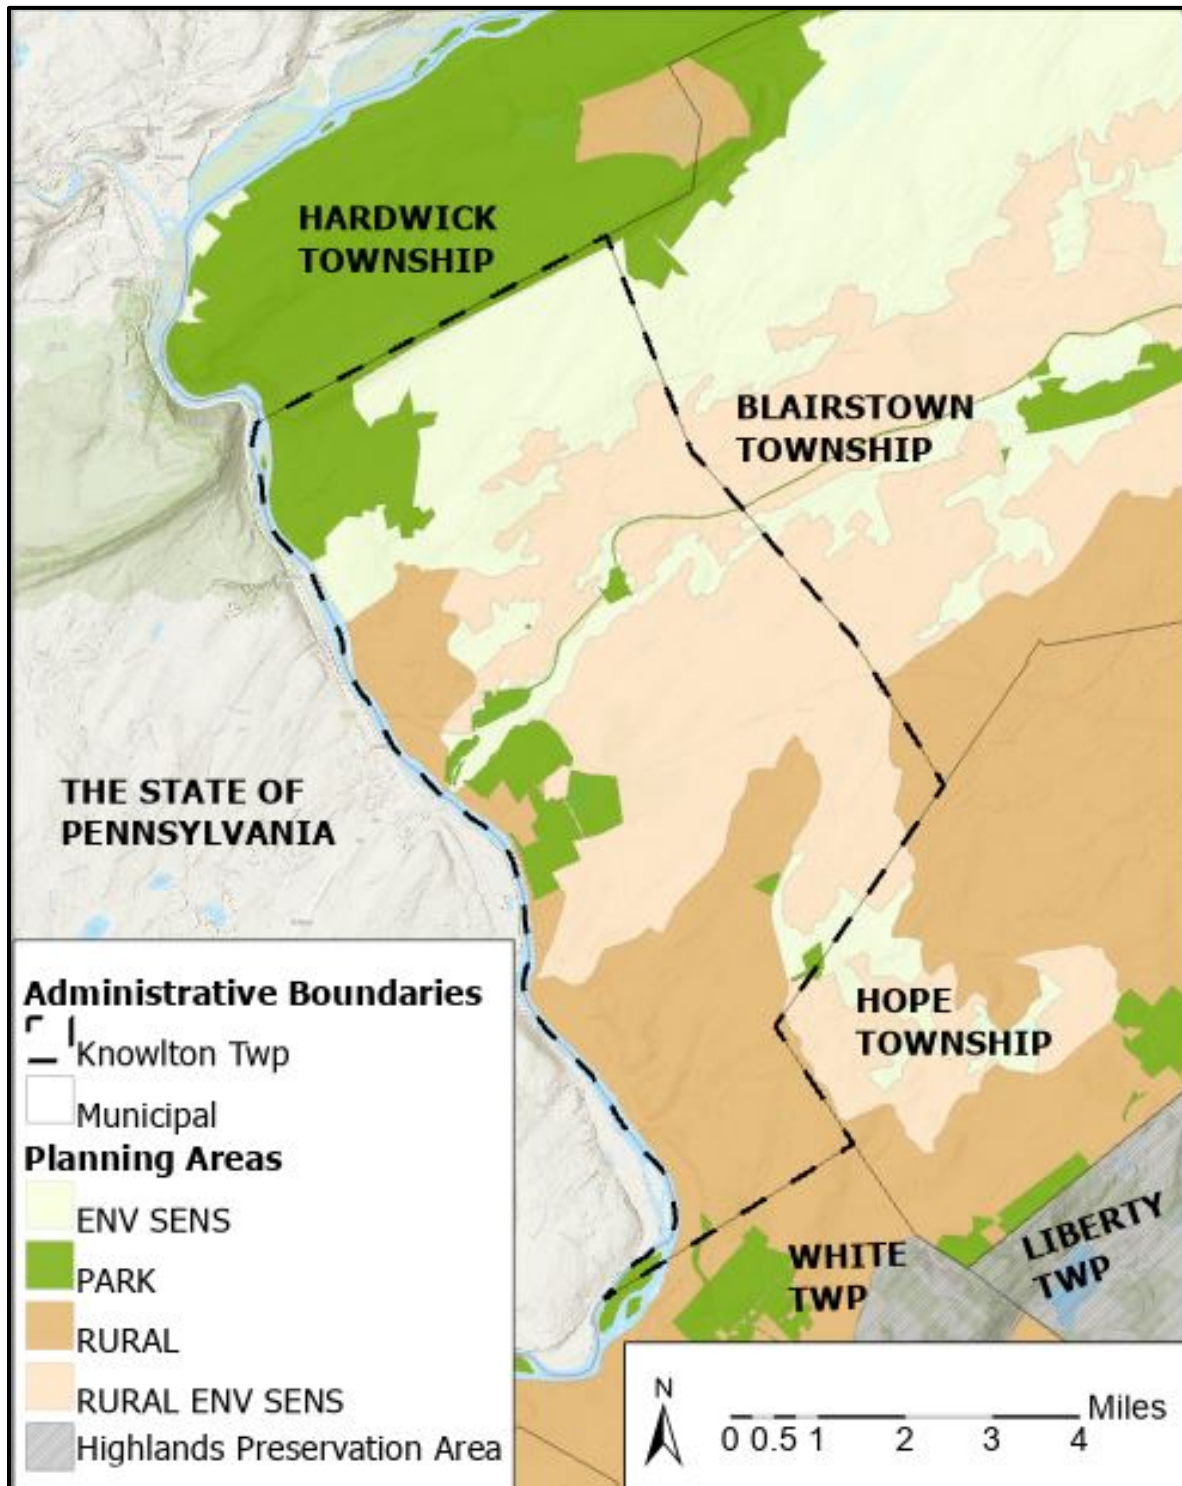 HARDWICK
TOWNSHIP
BLAIRSTOWN
TOWNSHIP
THE STATE OF
PENNSYLVANIA
HOPE
TOWNSHIP
LIBERTY
TWP
WHITE
TWP
Administrative Boundaries
Knowlton Twp
Municipal
Planning Areas
ENV SENS
PARK
RURAL
RURAL ENV SENS
Highlands Preservation Area
N
Miles
0 0.5 1 2 3 4